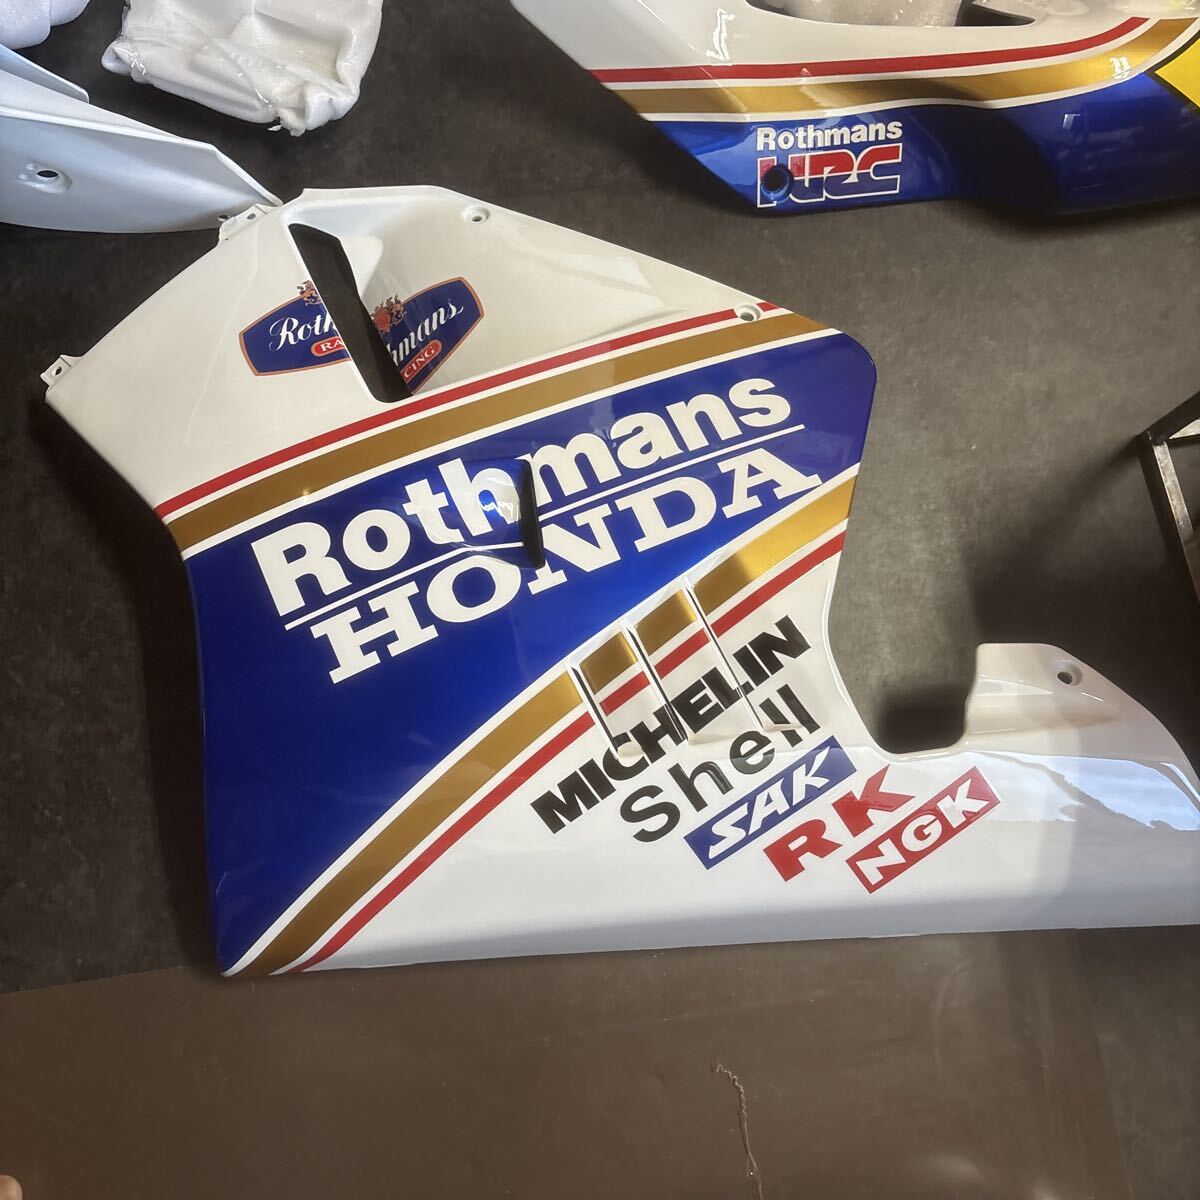 Rothmans
HRC
Rothmans
RACING
Rothmans
HONDA
MICHELIN
Shell
SAK
RK
NGK